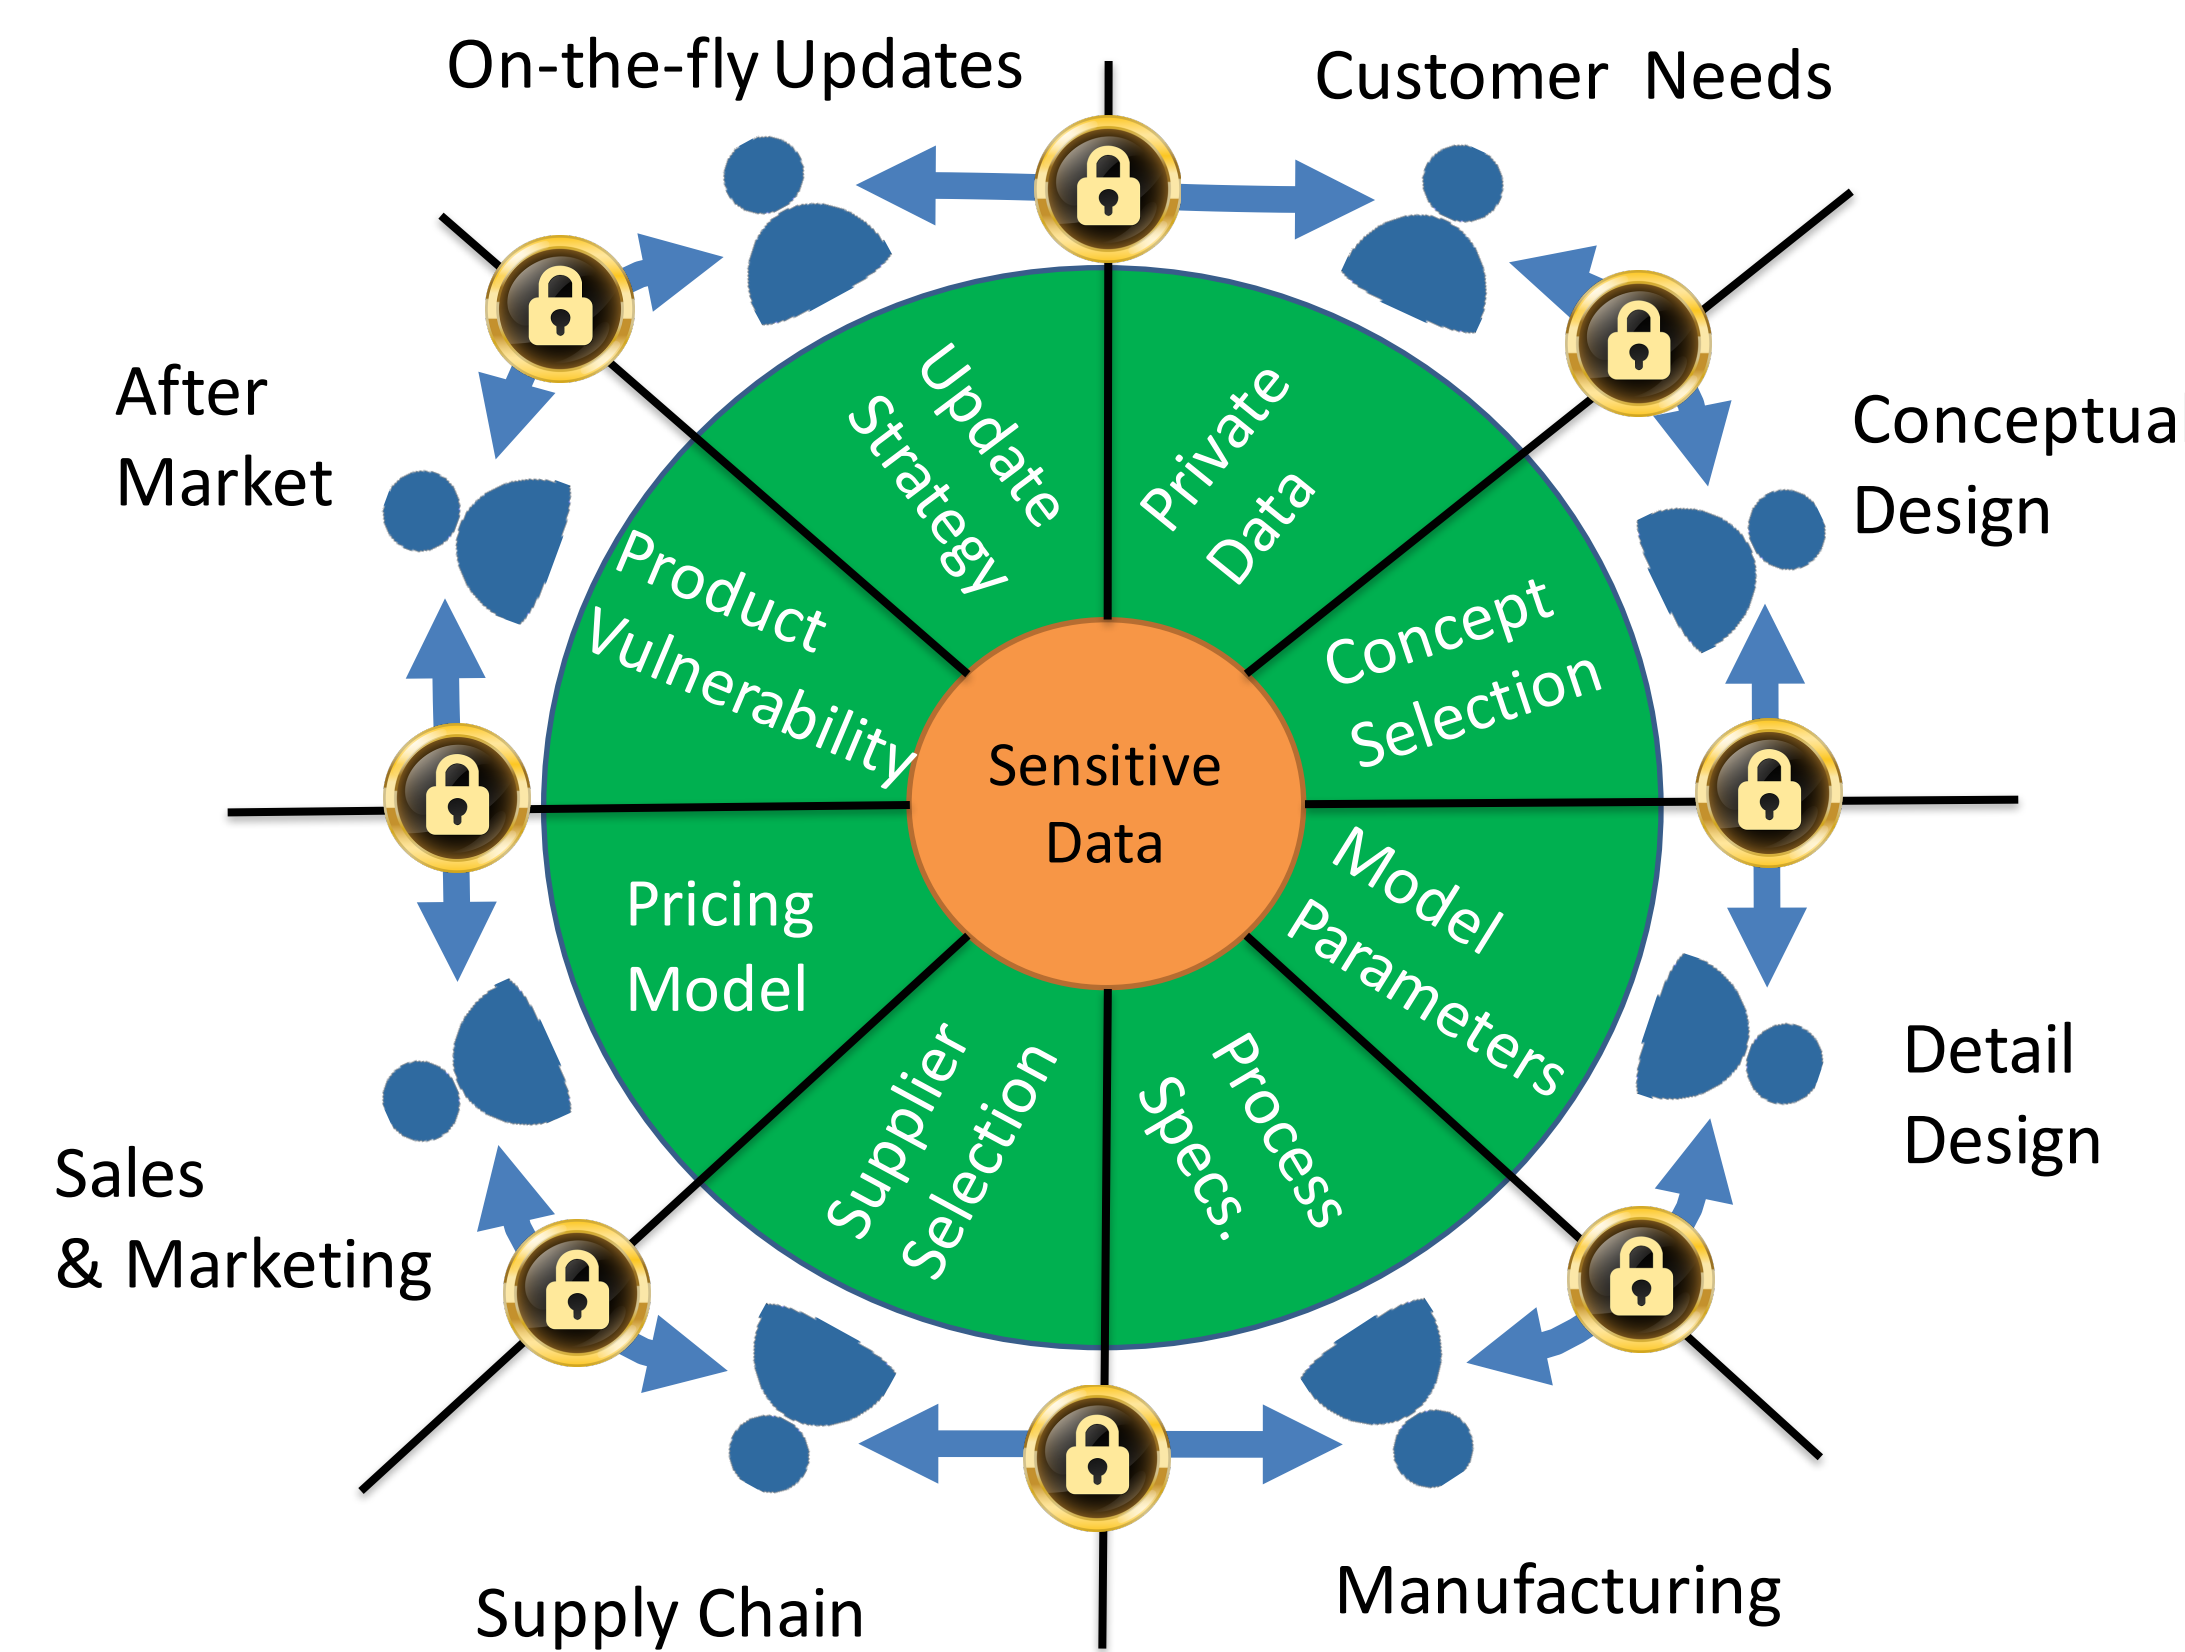 On-the-fly Updates
Customer Needs
After
Market
Conceptual
Design
Update
Strategy
Private
Data
Product
Vulnerability
Concept
Selection
Sensitive
Data
Pricing
Model
Model
Parameters
Supplier
Selection
Process
Specs.
Detail
Design
Sales
& Marketing
Supply Chain
Manufacturing